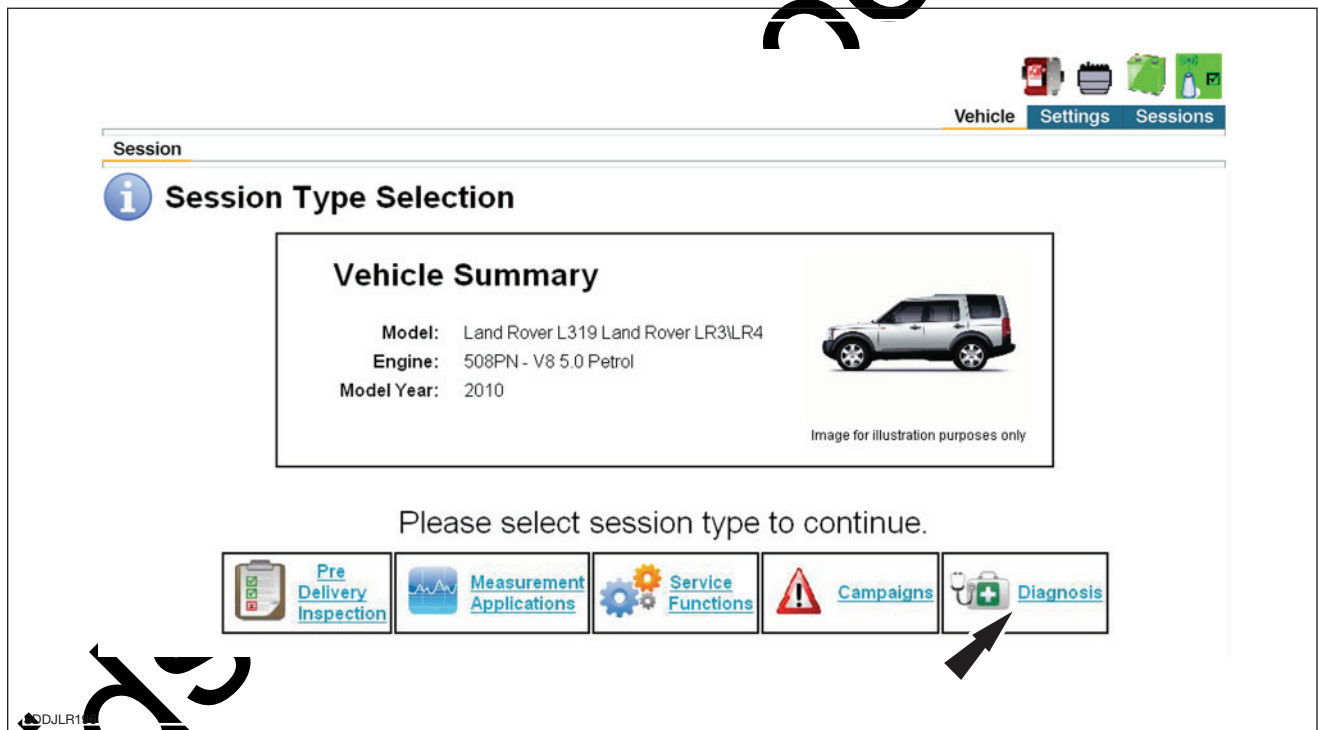 Vehicle Settings Sessions
Session
Session Type Selection
Vehicle Summary
Model: Land Rover L319 Land Rover LR3\LR4
Engine: 508PN - V8 5.0 Petrol
Model Year: 2010
Image for illustration purposes only
Please select session type to continue.
Pre
Delivery
Inspection
Measurement
Applications
Service
Functions
Campaigns
Diagnosis